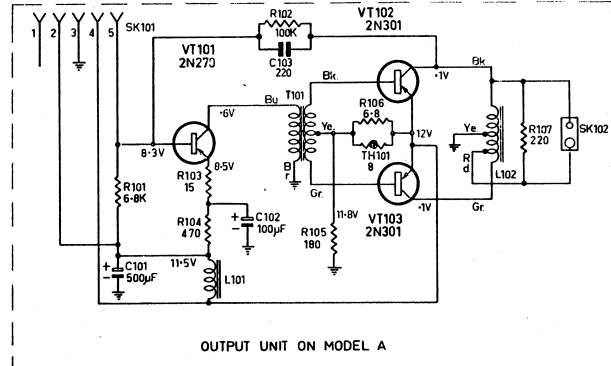 1 2 3 4 5 SK101
R102
100K
C103
220
VT102
2N301
VT101
2N270
.6V
Bu
T101
Bk.
.1V
Bk
8.3V
8.5V
Ye.
R106
6.8
TH101
8
12V
Ye.
R107
220
SK102
R101
6.8K
R103
15
Br
Gr.
.1V
Rd.
L102
Gr.
R104
470
C102
100µF
11.8V
R105
180
VT103
2N301
C101
500µF
11.5V
L101
+
-
+
-
OUTPUT UNIT ON MODEL A